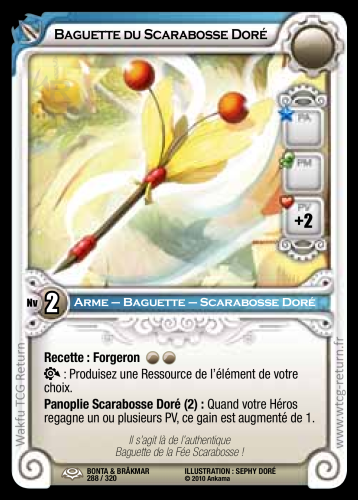 Baguette du Scarabosse Doré
PA
PM
PV
+2
Nv 2 Arme – Baguette – Scarabosse Doré
Recette : Forgeron
: Produisez une Ressource de l'élément de votre
choix.
Panoplie Scarabosse Doré (2) : Quand votre Héros
regagne un ou plusieurs PV, ce gain est augmenté de 1.
Il s'agit là de l'authentique
Baguette de la Fée Scarabosse !
Wakfu TCG Return
www.wtcg-return.fr
BONTA & BRÂKMAR
288 / 320
ILLUSTRATION : SEPHY DORÉ
© 2010 Ankama